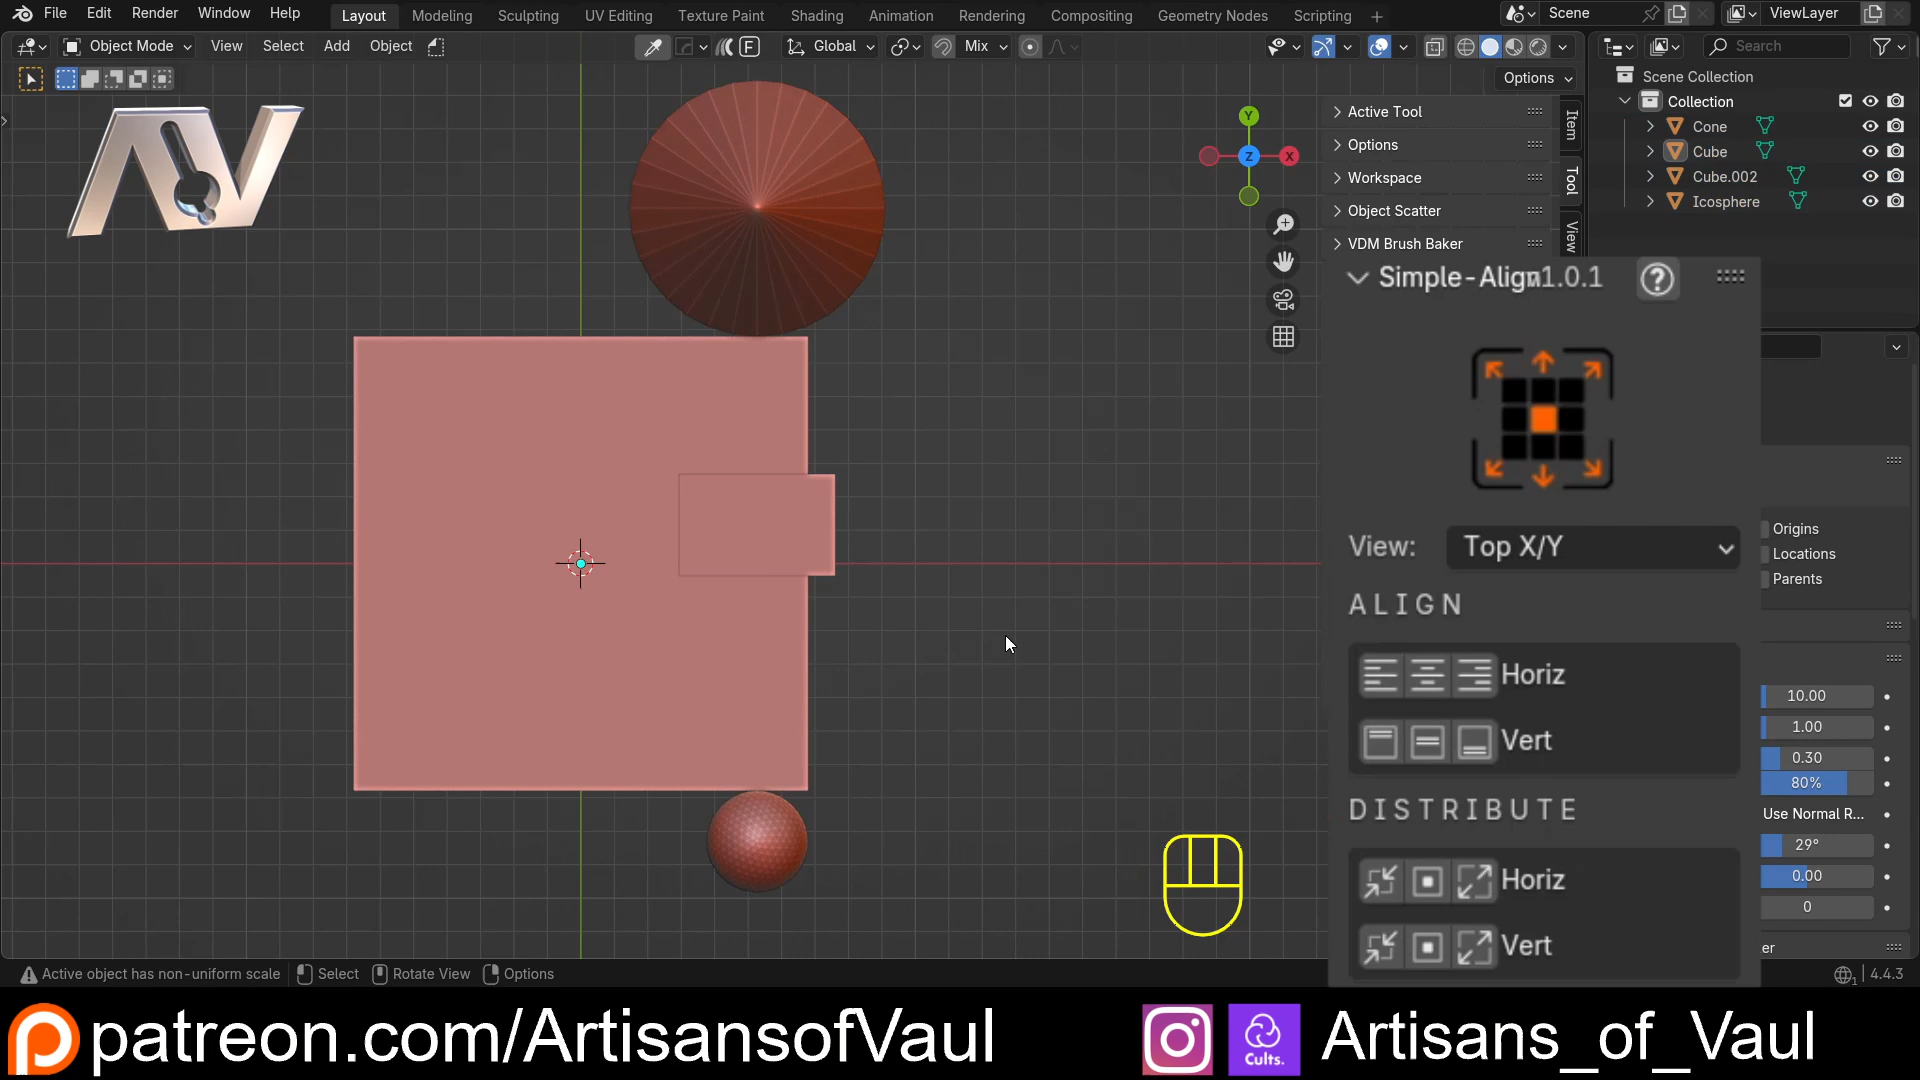 File Edit Render Window Help Layout Modeling Sculpting UV Editing Texture Paint Shading Animation Rendering Compositing Geometry Nodes Scripting Scene ViewLayer
Object Mode View Select Add Object F Global Mix Search
Options
Scene Collection
Collection
Cone
Cube
Cube.002
Icosphere
AV
Y
X
Z
Item
Tool
View
Active Tool
Options
Workspace
Object Scatter
VDM Brush Baker
Simple-Alig 1.0.1 ?
View: Top X/Y
ALIGN
Horiz
Vert
DISTRIBUTE
Horiz
Vert
Origins
Locations
Parents
10.00
1.00
0.30
80%
Use Normal R...
29°
0.00
0
er
Active object has non-uniform scale Select Rotate View Options 1 4.4.3
patreon.com/ArtisansofVaul
Cults.
Artisans_of_Vaul